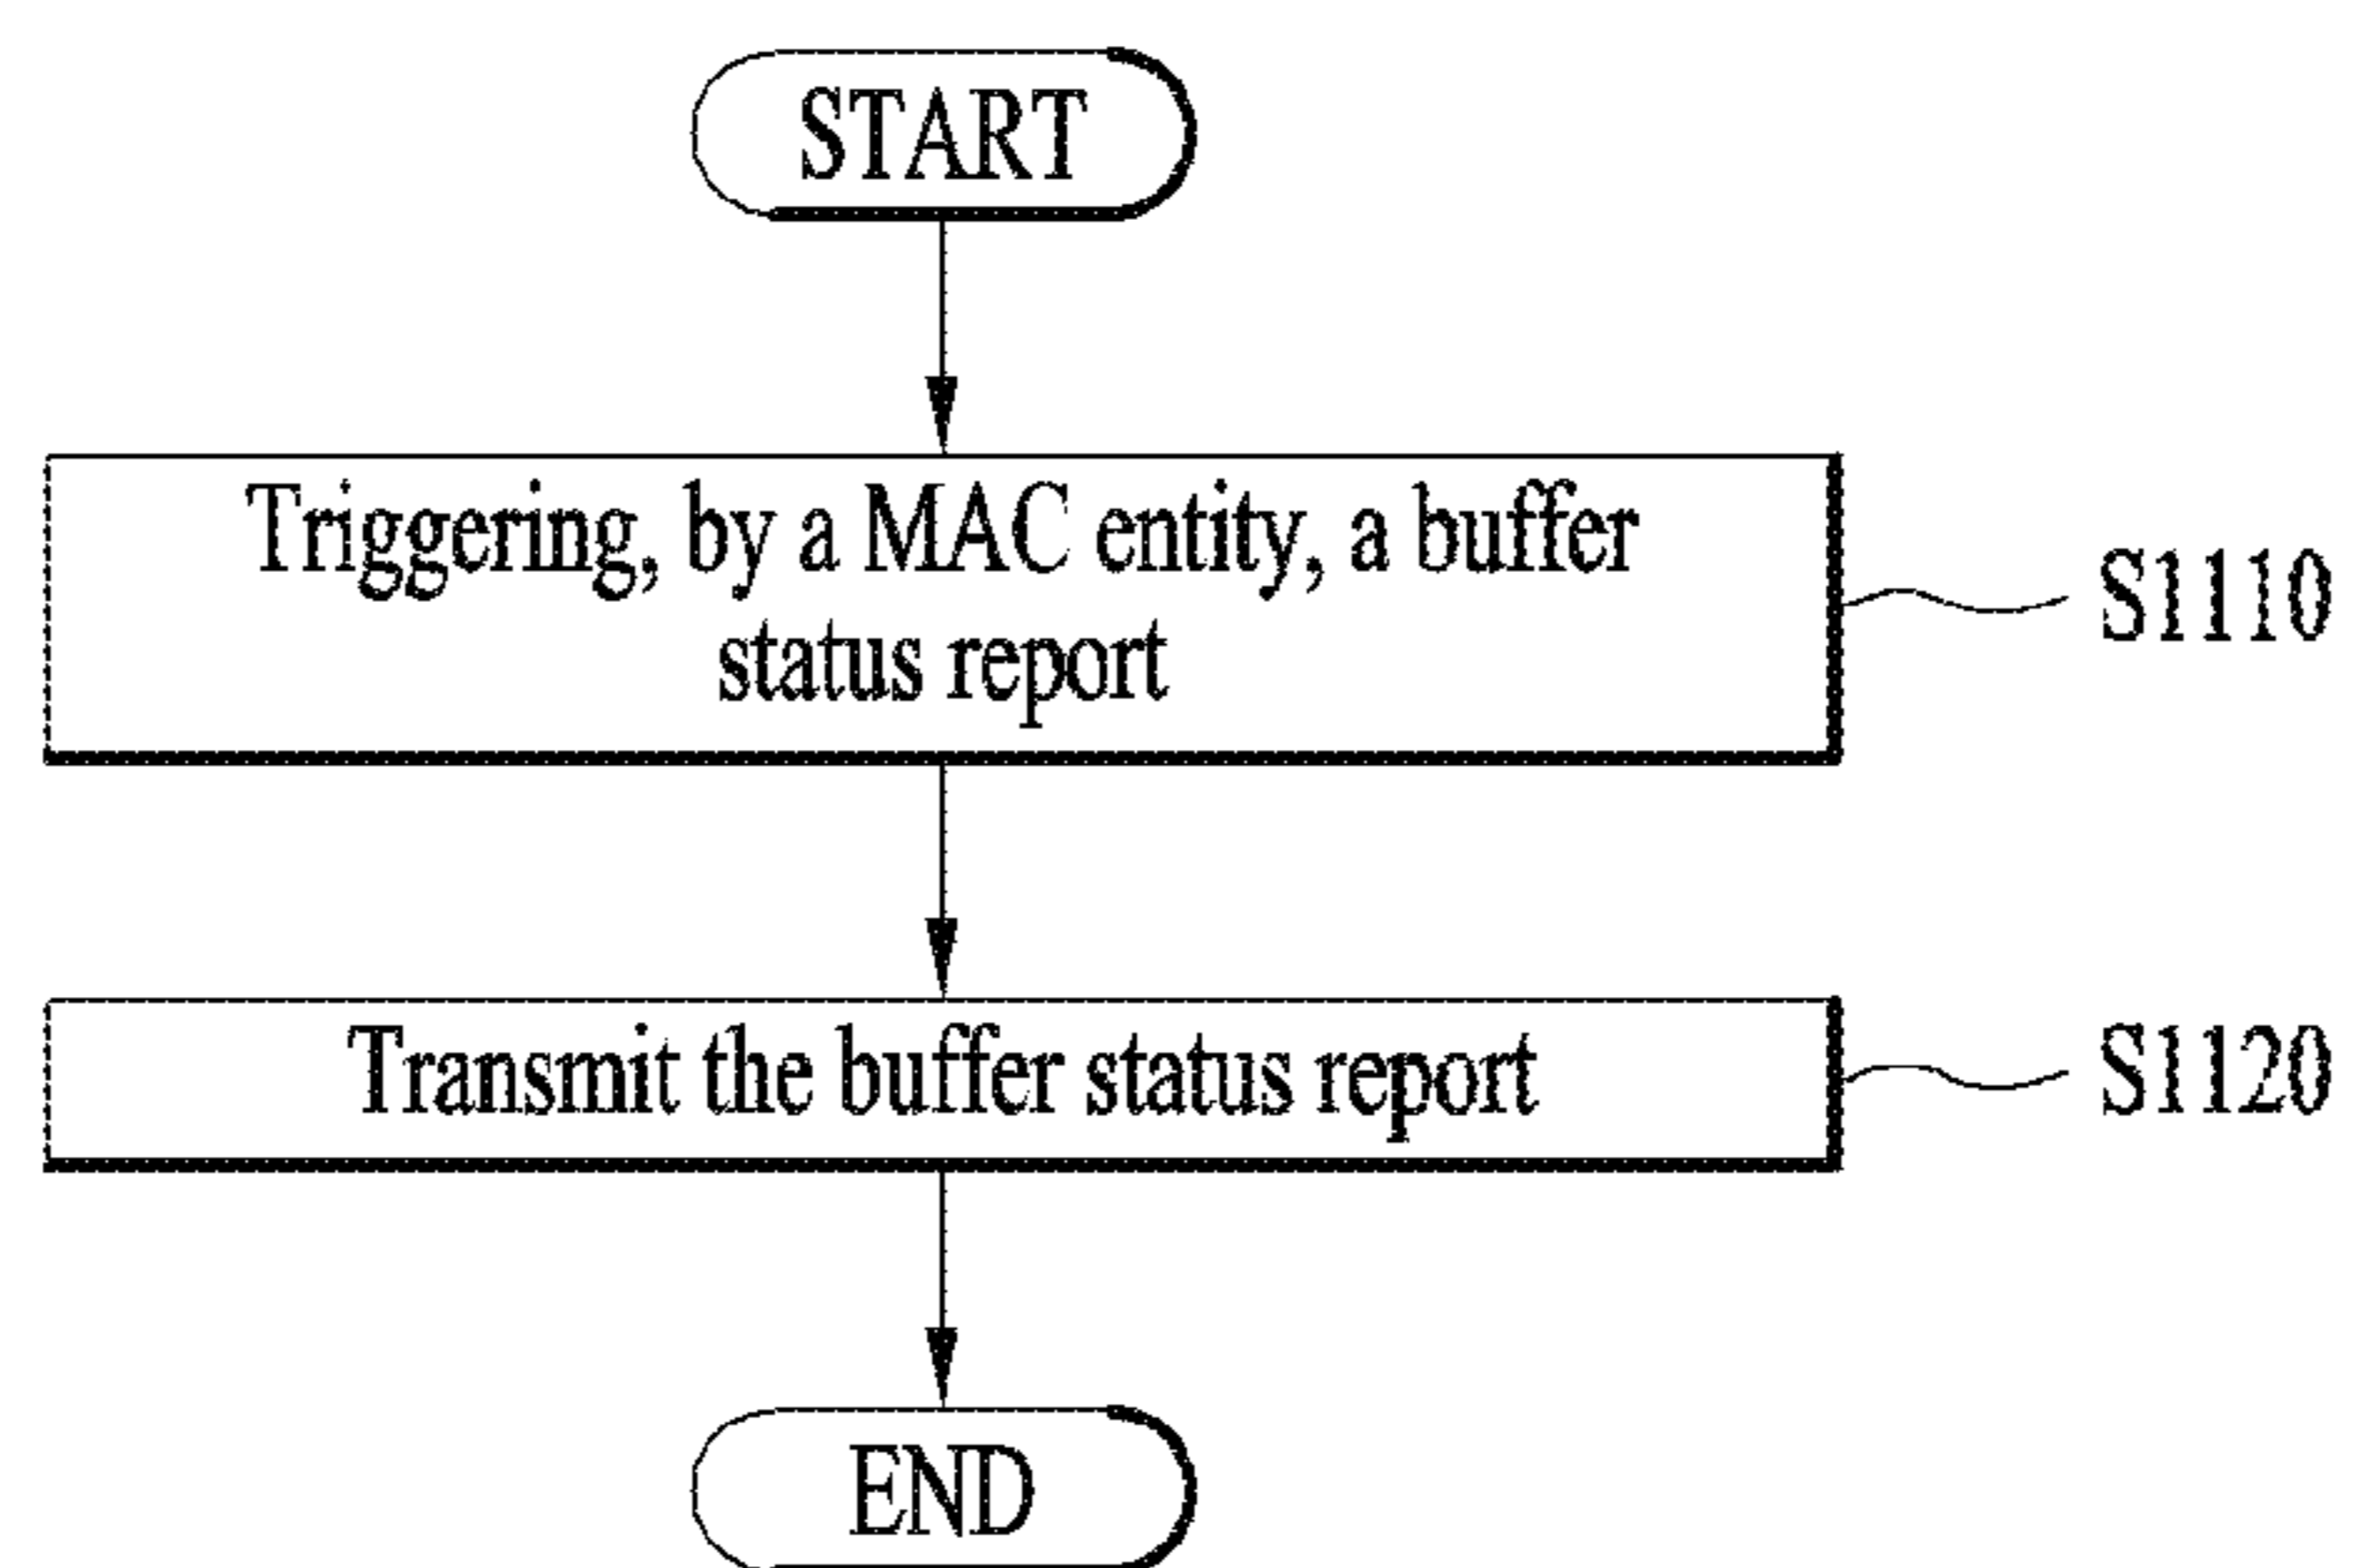 START
Triggering, by a MAC entity, a buffer
status report
S1110
Transmit the buffer status report
S1120
END